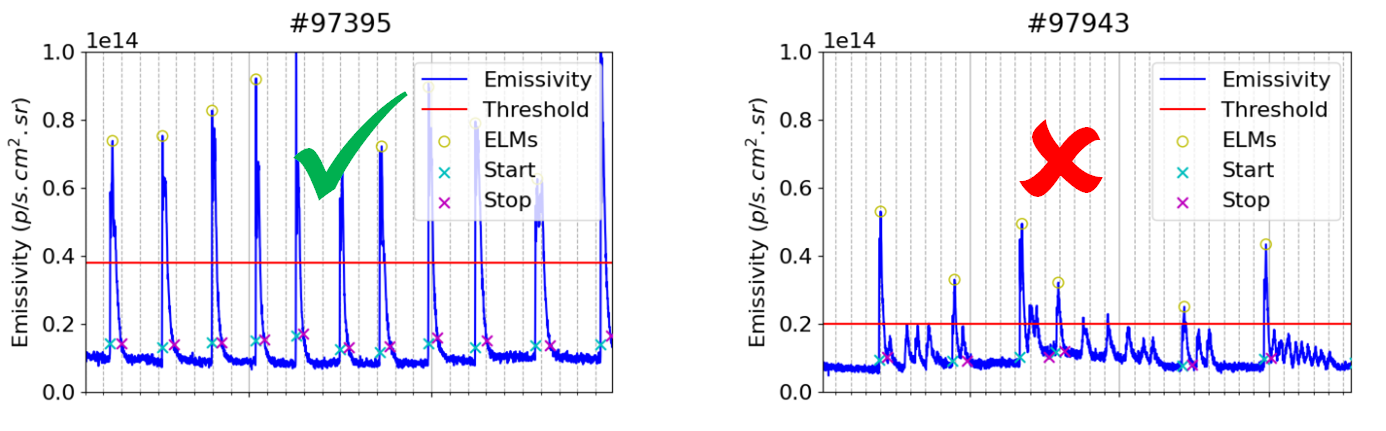 #97395
1e14
1.0
0.8
0.6
0.4
0.2
0.0
Emissivity (p/s. cm². sr)
Emissivity
Threshold
ELMs
Start
Stop
#97943
1e14
1.0
0.8
0.6
0.4
0.2
0.0
Emissivity (p/s. cm². sr)
Emissivity
Threshold
ELMs
Start
Stop